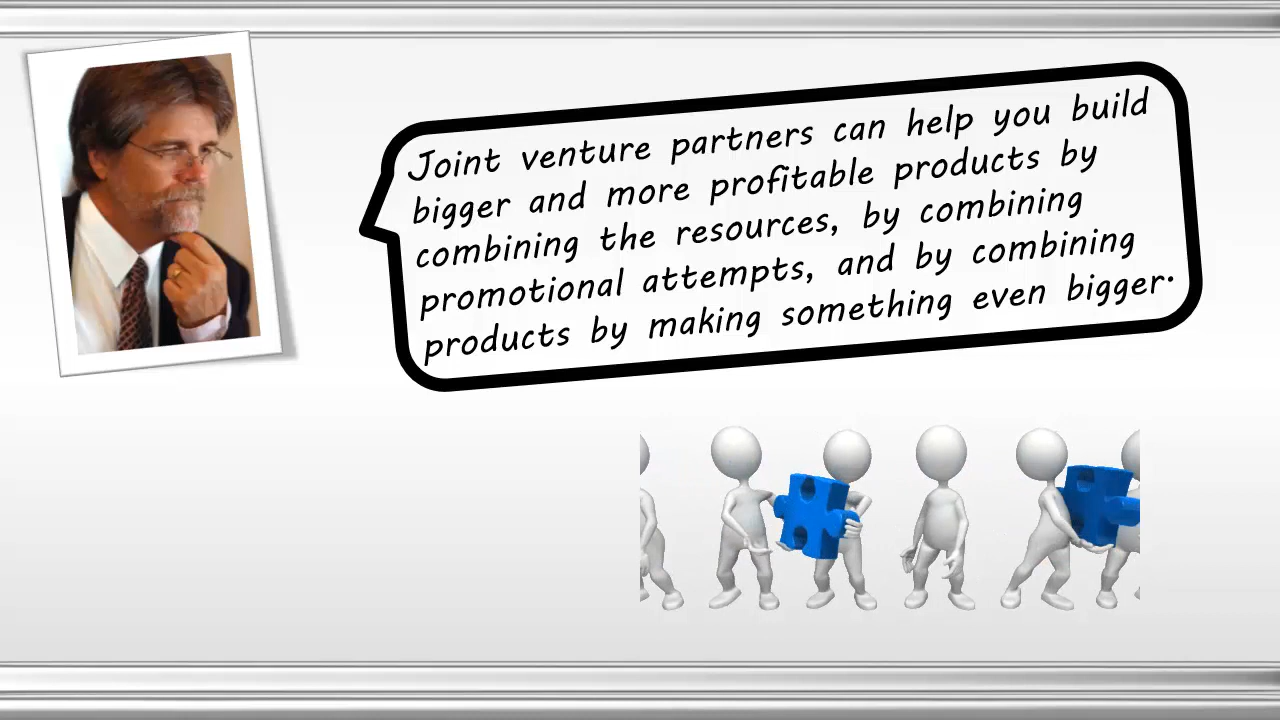 Joint venture partners can help you build
bigger and more profitable products by
combining the resources, by combining
promotional attempts, and by combining
products by making something even bigger.